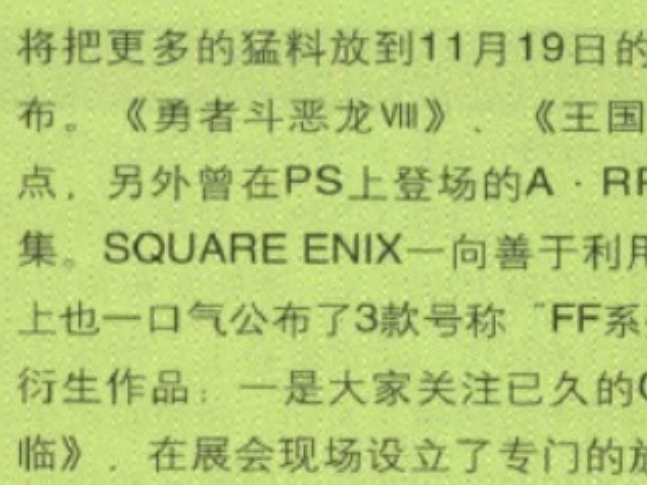 将把更多的猛料放到11月19日的
布。《勇者斗恶龙Ⅷ》、《王国
点，另外曾在PS上登场的A·RP
集。SQUARE ENIX一向善于利用
上也一口气公布了3款号称“FF系
衍生作品：一是大家关注已久的
临》，在展会现场设立了专门的